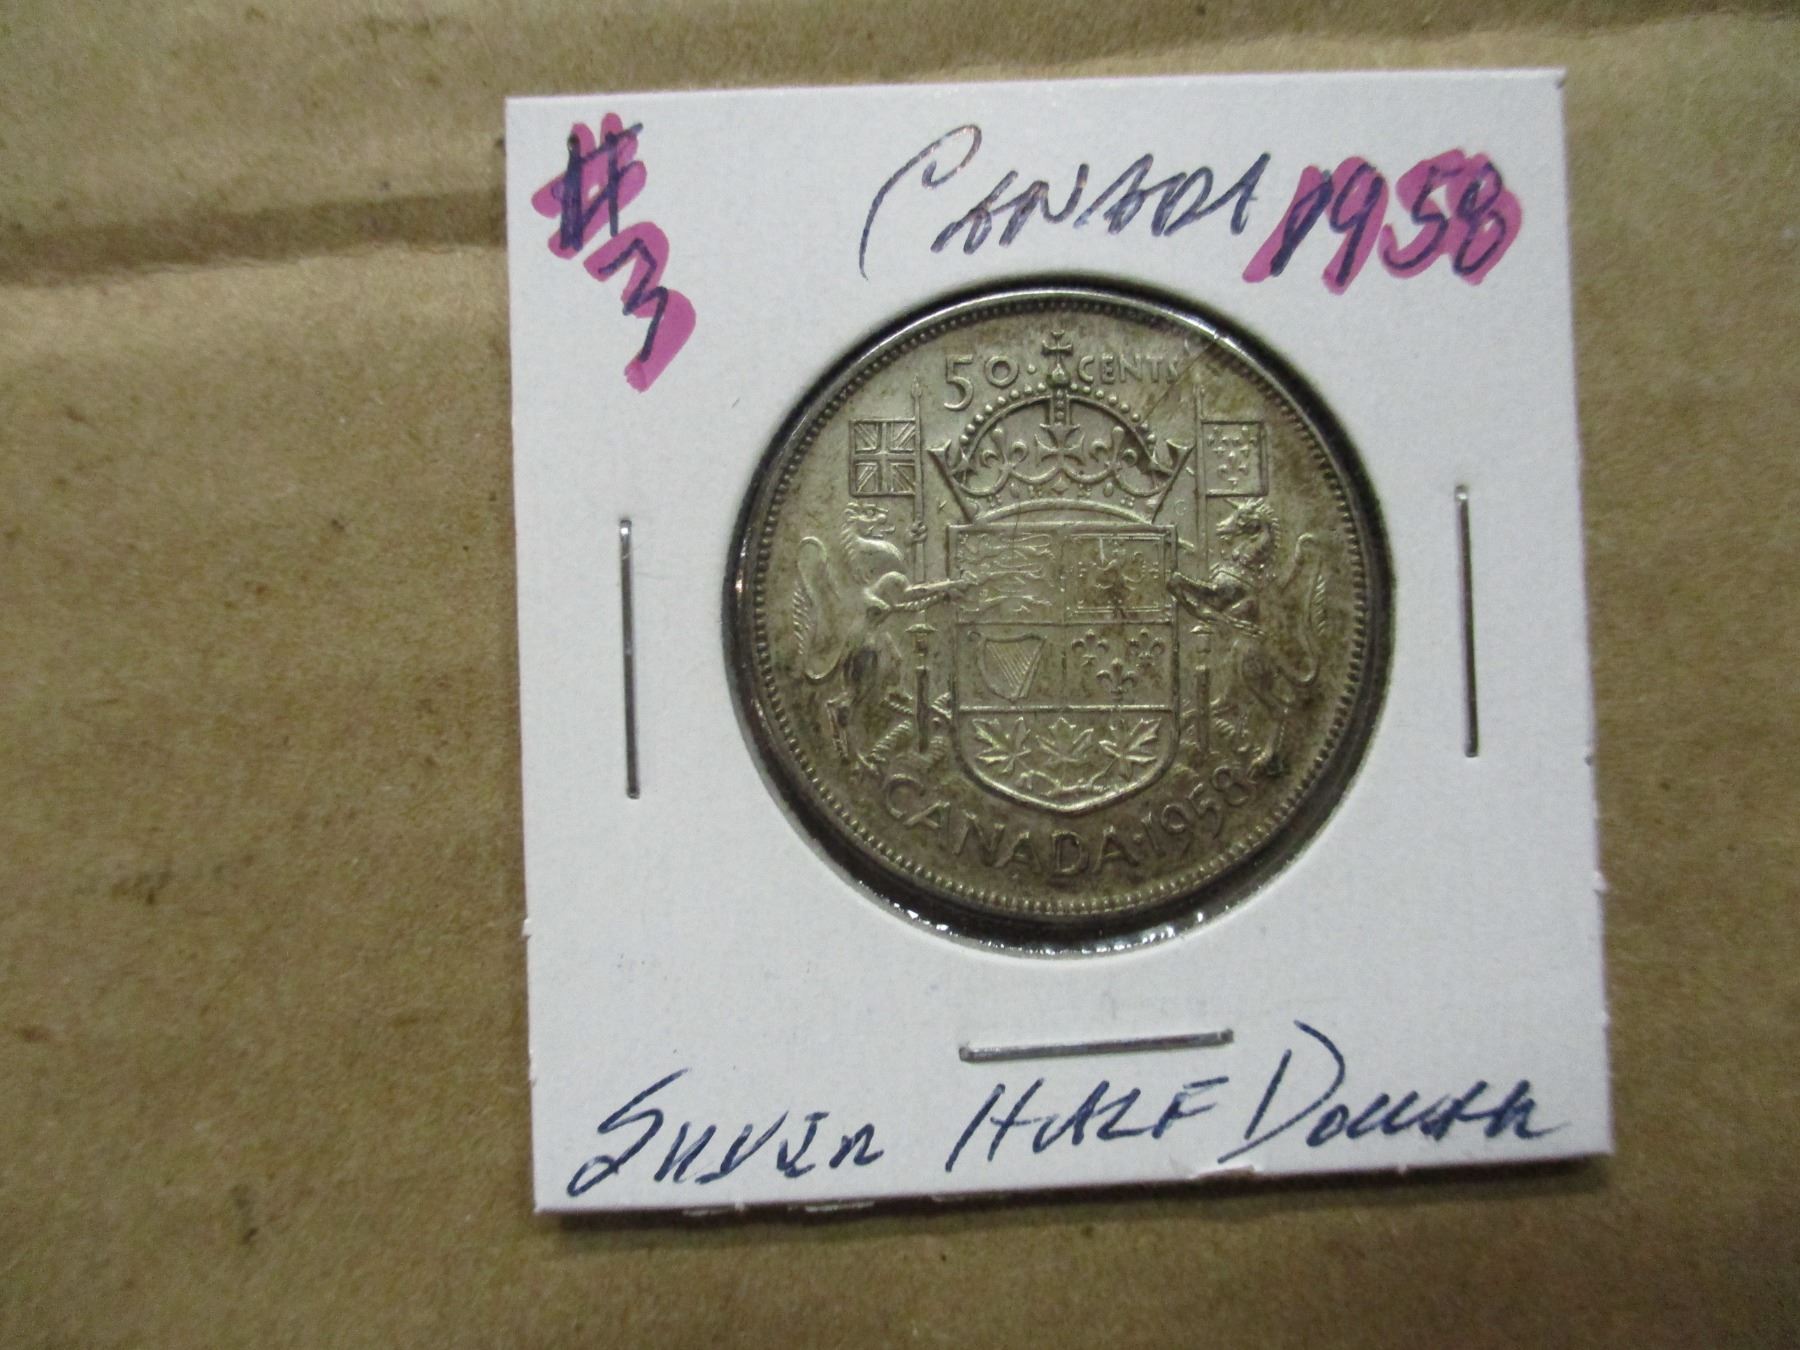 #3
CANADA 1958
50 CENTS
K G
CANADA 1958
SILVER HALF DOLLAR